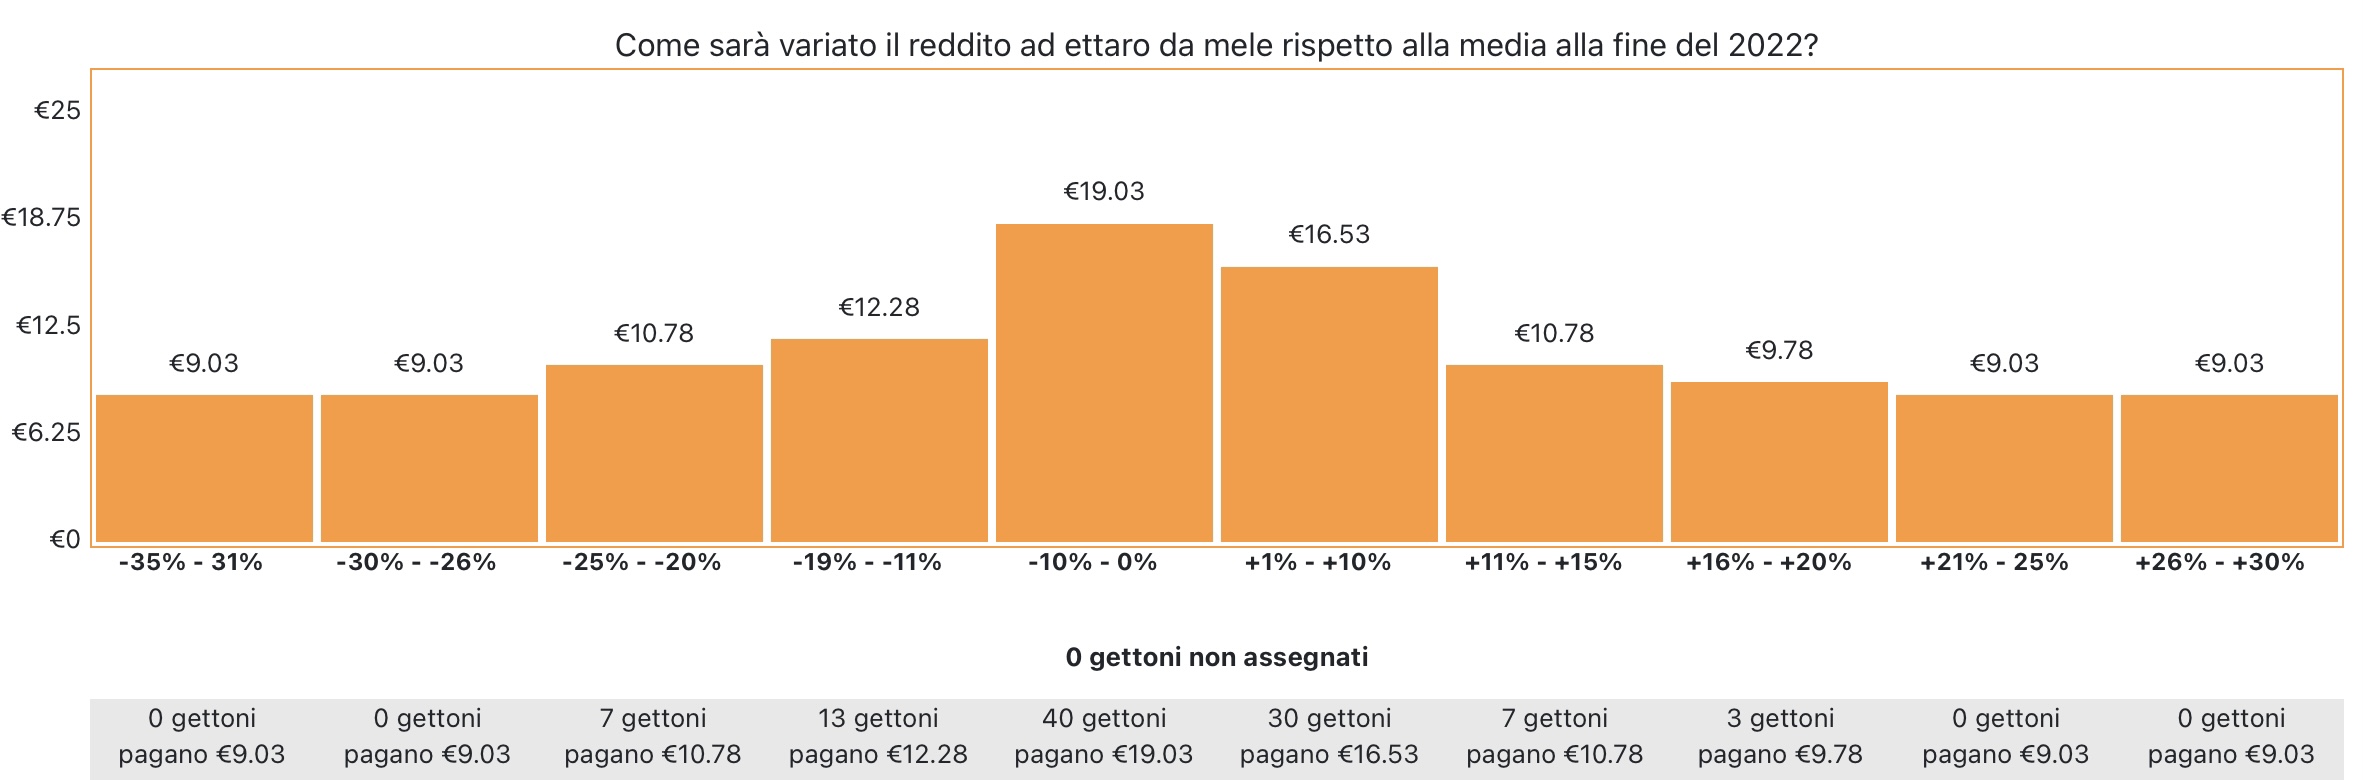 Come sarà variato il reddito ad ettaro da mele rispetto alla media alla fine del 2022?
€25
€18.75
€12.5
€6.25
€0
€9.03
€9.03
€10.78
€12.28
€19.03
€16.53
€10.78
€9.78
€9.03
€9.03
-35% - 31%
-30% - -26%
-25% - -20%
-19% - -11%
-10% - 0%
+1% - +10%
+11% - +15%
+16% - +20%
+21% - 25%
+26% - +30%
0 gettoni non assegnati
0 gettoni
pagano €9.03
0 gettoni
pagano €9.03
7 gettoni
pagano €10.78
13 gettoni
pagano €12.28
40 gettoni
pagano €19.03
30 gettoni
pagano €16.53
7 gettoni
pagano €10.78
3 gettoni
pagano €9.78
0 gettoni
pagano €9.03
0 gettoni
pagano €9.03